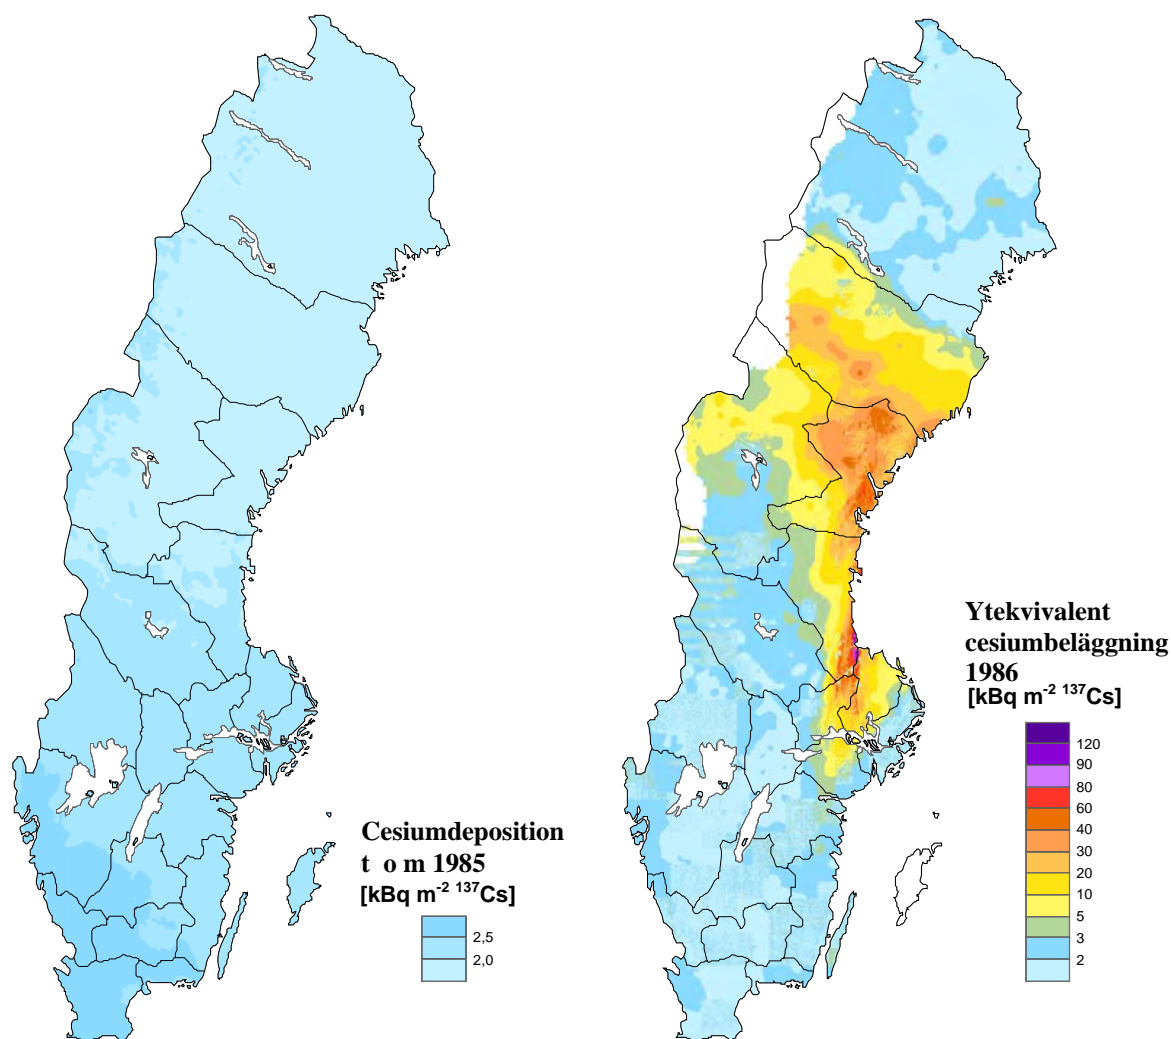 Cesiumdeposition
t o m 1985
[kBq m-2 137Cs]
2,5
2,0
Ytekvivalent
cesiumbeläggning
1986
[kBq m-2 137Cs]
120
90
80
60
40
30
20
10
5
3
2